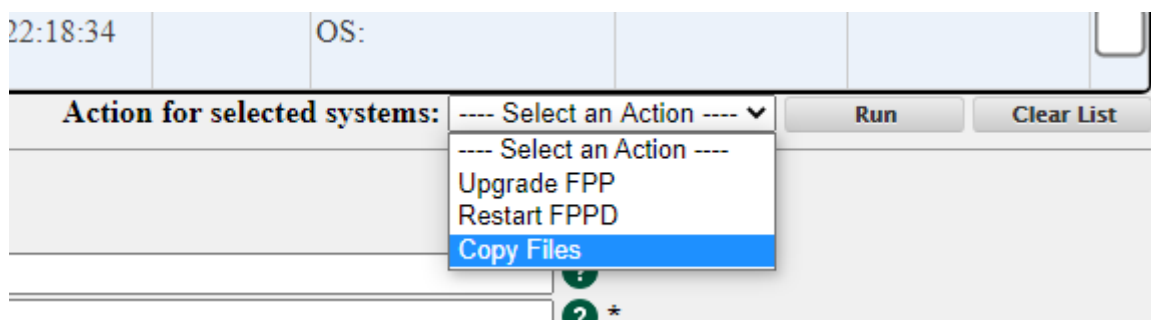 22:18:34 OS:
Action for selected systems: ---- Select an Action ---- Run Clear List
---- Select an Action ----
Upgrade FPP
Restart FPPD
Copy Files
?
? *